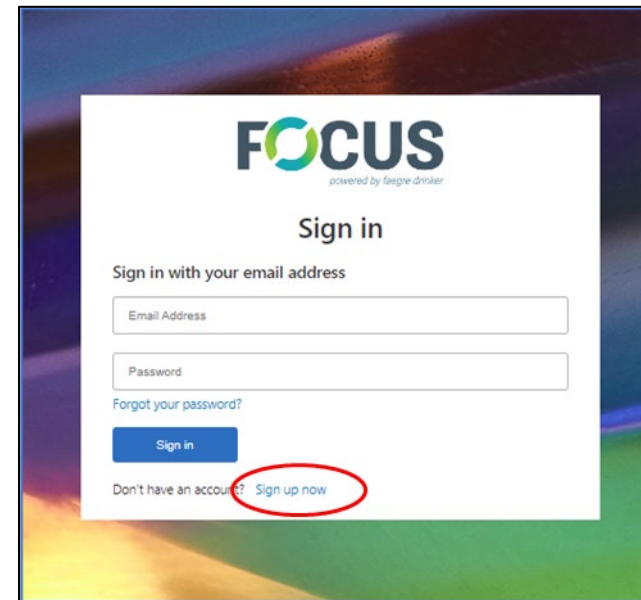 FOCUS
powered by faegre drinker
Sign in
Sign in with your email address
Email Address
Password
Forgot your password?
Sign in
Don't have an account? Sign up now